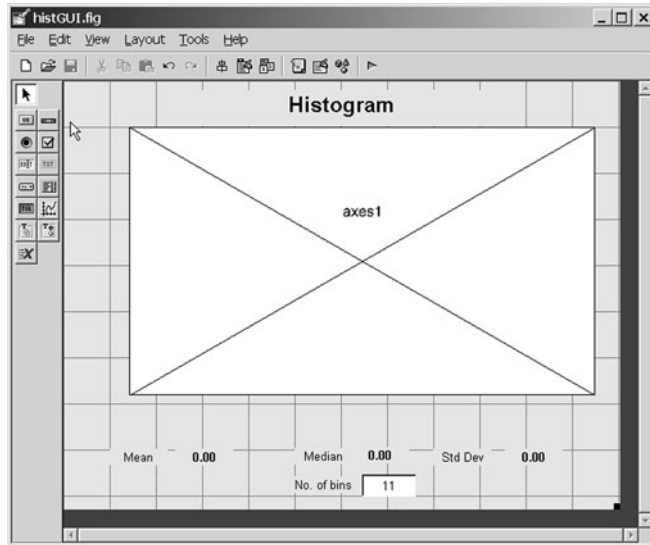 histGUI.fig
File Edit View Layout Tools Help
Histogram
axes1
Mean 0.00 Median 0.00 Std Dev 0.00
No. of bins 11